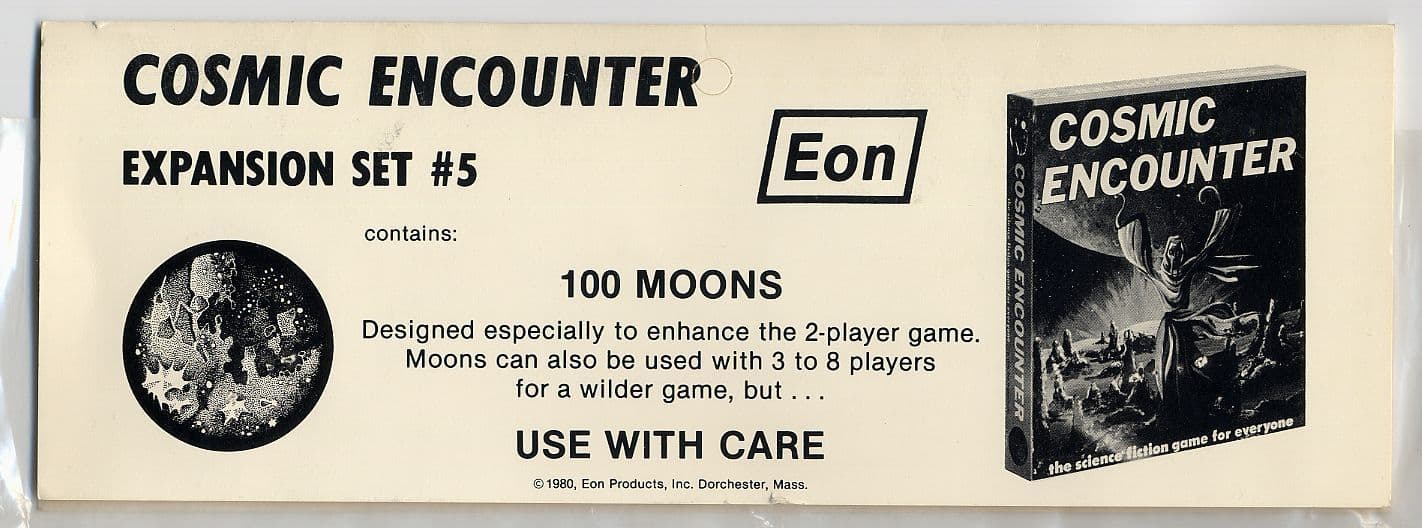 COSMIC ENCOUNTER
EXPANSION SET #5
Eon
contains:
100 MOONS
Designed especially to enhance the 2-player game.
Moons can also be used with 3 to 8 players
for a wilder game, but ...
USE WITH CARE
© 1980, Eon Products, Inc. Dorchester, Mass.
COSMIC
ENCOUNTER
COSMIC ENCOUNTER
the science fiction game for everyone